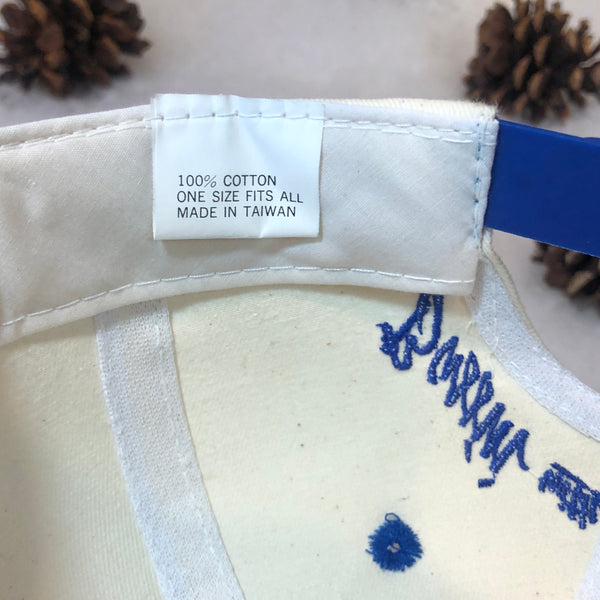 100% COTTON
ONE SIZE FITS ALL
MADE IN TAIWAN